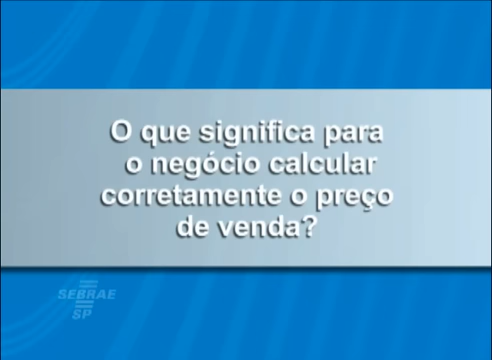 O que significa para
o negócio calcular
corretamente o preço
de venda?
SEBRAE
SP